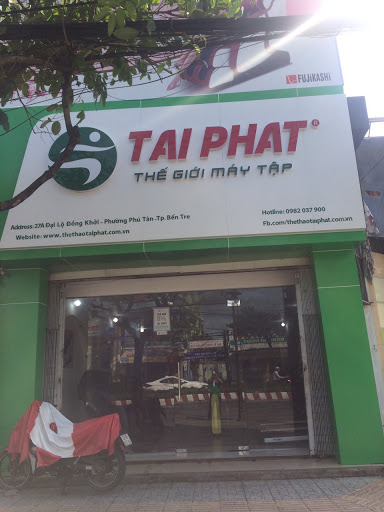 FUJIKASHI
TAI PHAT®
THẾ GIỚI MÁY TẬP
Address: 27A Đại Lộ Đồng Khởi - Phường Phú Tân -Tp. Bến Tre
Website: www.thethaotaiphat.com.vn
Hotline: 0982 037 900
Fb.com/thethaotaiphat.com.vn